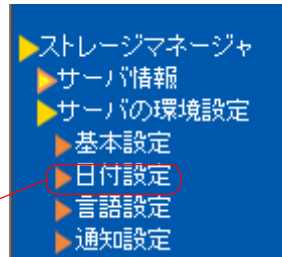 ストレージマネージャ
サーバ情報
サーバの環境設定
基本設定
日付設定
言語設定
通知設定